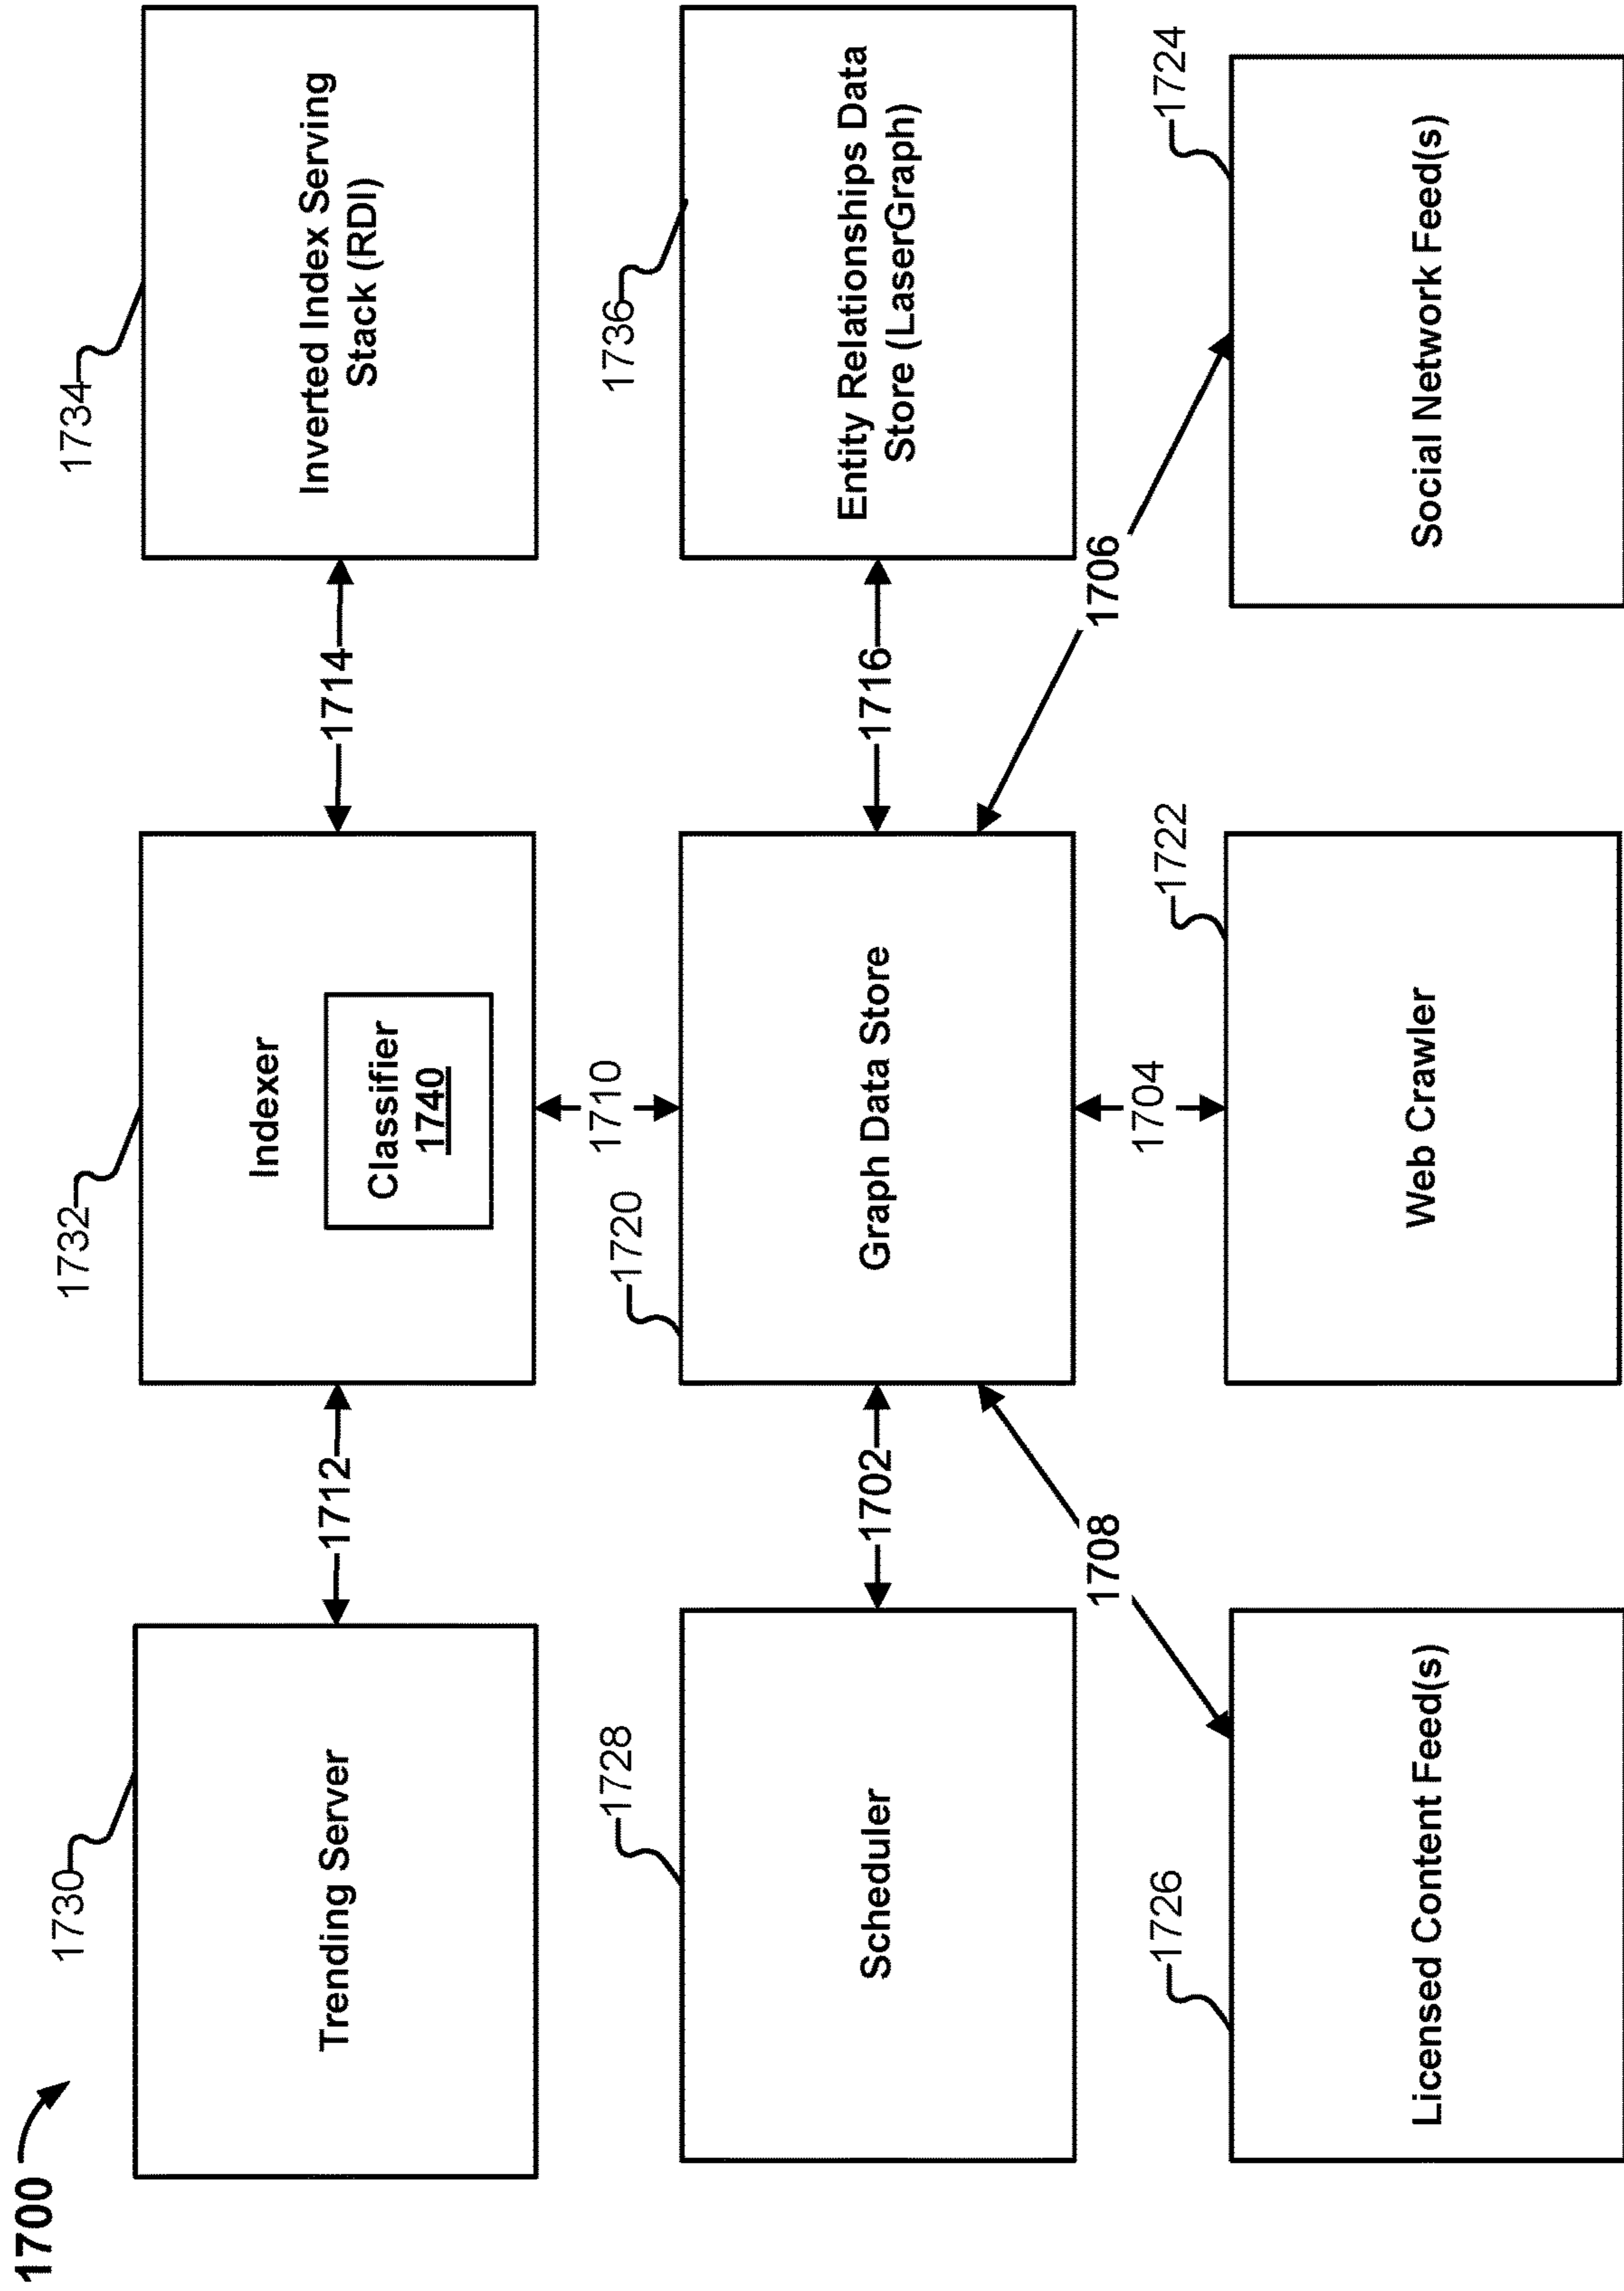 1700
1730
Trending Server
1712
1732
Indexer
Classifier
1740
1714
1734
Inverted Index Serving
Stack (RDI)
1710
1728
Scheduler
1702
1720
Graph Data Store
1716
1736
Entity Relationships Data
Store (LaserGraph)
1708
1704
1706
1726
Licensed Content Feed(s)
1722
Web Crawler
1724
Social Network Feed(s)